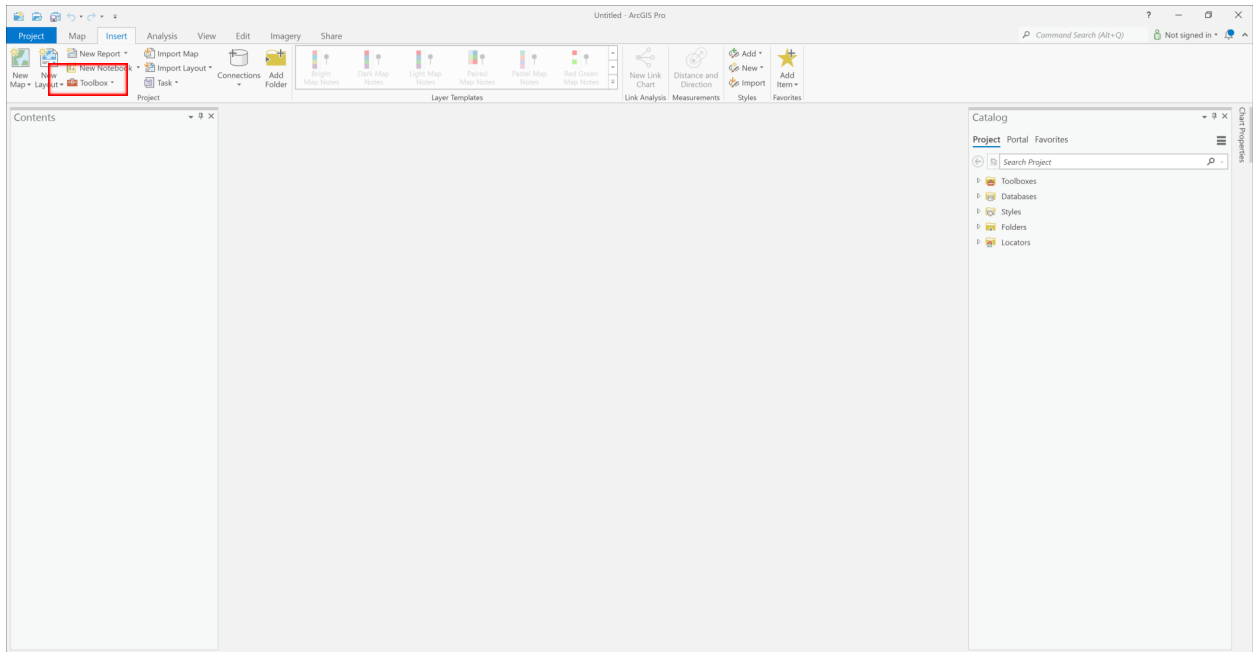 Untitled - ArcGIS Pro
?
Project Map Insert Analysis View Edit Imagery Share
Command Search (Alt+Q)
Not signed in
New Map
New Layout
New Report
New Notebook
Toolbox
Import Map
Import Layout
Task
Project
Connections
Add Folder
Bright Map Notes
Dark Map Notes
Light Map Notes
Paired Map Notes
Pastel Map Notes
Red Green Map Notes
Layer Templates
New Link Chart
Link Analysis
Distance and Direction
Measurements
Add
New
Import
Styles
Add Item
Favorites
Contents
Catalog
Project Portal Favorites
Search Project
Toolboxes
Databases
Styles
Folders
Locators
Chart Properties